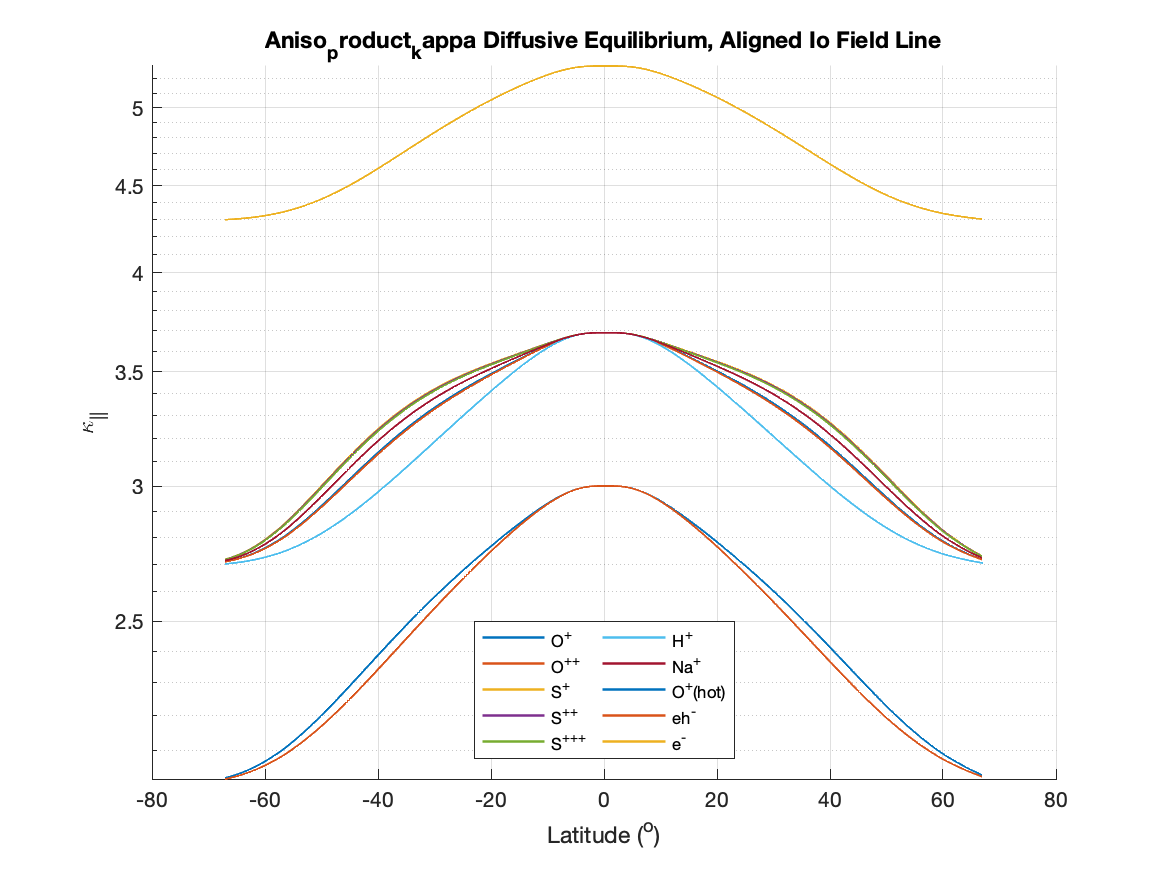 Aniso_product_kappa Diffusive Equilibrium, Aligned Io Field Line
5
4.5
4
3.5
3
2.5
κ||
O⁺ H⁺
O⁺⁺ Na⁺
S⁺ O⁺(hot)
S⁺⁺ eh⁻
S⁺⁺⁺ e⁻
-80 -60 -40 -20 0 20 40 60 80
Latitude (º)